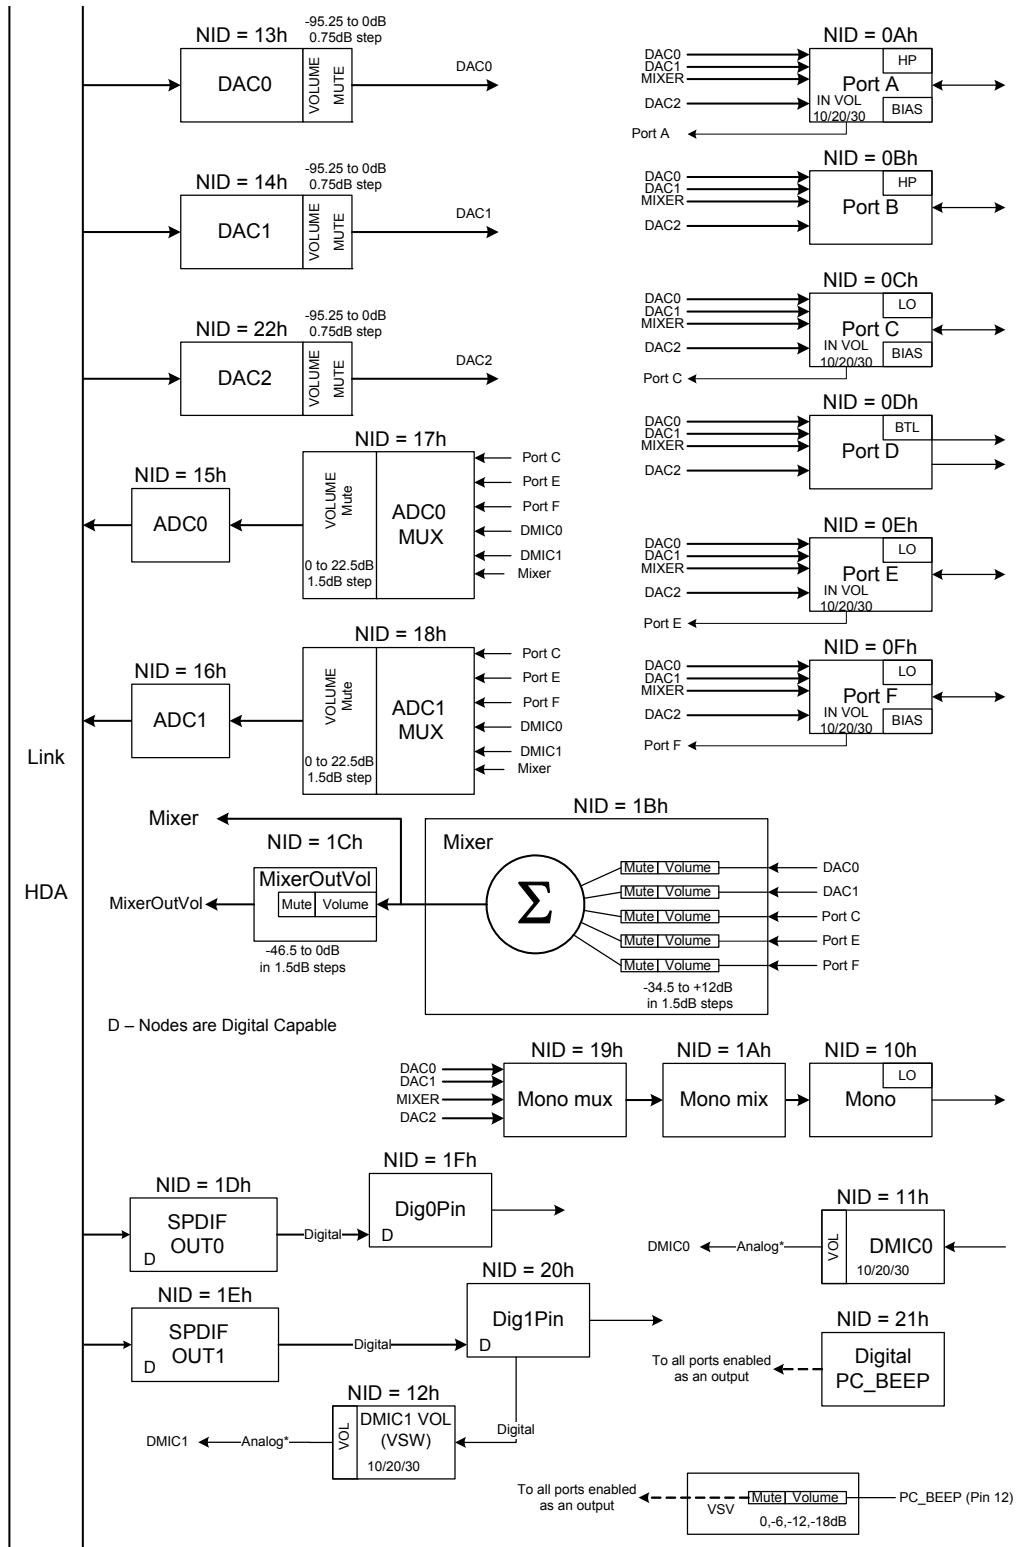 NID = 13h
-95.25 to 0dB
0.75dB step
DAC0
VOLUME
MUTE
DAC0
NID = 14h
-95.25 to 0dB
0.75dB step
DAC1
VOLUME
MUTE
DAC1
NID = 22h
-95.25 to 0dB
0.75dB step
DAC2
VOLUME
MUTE
DAC2
NID = 0Ah
DAC0
DAC1
MIXER
DAC2
HP
Port A
IN VOL
10/20/30
BIAS
Port A
NID = 0Bh
DAC0
DAC1
MIXER
DAC2
HP
Port B
NID = 0Ch
DAC0
DAC1
MIXER
DAC2
LO
Port C
IN VOL
10/20/30
BIAS
Port C
NID = 0Dh
DAC0
DAC1
MIXER
DAC2
BTL
Port D
NID = 0Eh
DAC0
DAC1
MIXER
DAC2
LO
Port E
IN VOL
10/20/30
Port E
NID = 0Fh
DAC0
DAC1
MIXER
DAC2
LO
Port F
IN VOL
10/20/30
BIAS
Port F
NID = 15h
ADC0
NID = 17h
VOLUME
Mute
0 to 22.5dB
1.5dB step
ADC0
MUX
Port C
Port E
Port F
DMIC0
DMIC1
Mixer
NID = 16h
ADC1
NID = 18h
VOLUME
Mute
0 to 22.5dB
1.5dB step
ADC1
MUX
Port C
Port E
Port F
DMIC0
DMIC1
Mixer
Link
HDA
Mixer
NID = 1Ch
MixerOutVol
Mute Volume
MixerOutVol
-46.5 to 0dB
in 1.5dB steps
NID = 1Bh
Mixer
Σ
Mute Volume
DAC0
Mute Volume
DAC1
Mute Volume
Port C
Mute Volume
Port E
Mute Volume
Port F
-34.5 to +12dB
in 1.5dB steps
D – Nodes are Digital Capable
DAC0
DAC1
MIXER
DAC2
NID = 19h
Mono mux
NID = 1Ah
Mono mix
NID = 10h
LO
Mono
NID = 1Dh
SPDIF
OUT0
D
Digital
NID = 1Fh
Dig0Pin
D
NID = 1Eh
SPDIF
OUT1
D
Digital
NID = 20h
Dig1Pin
D
Digital
NID = 12h
VOL
DMIC1 VOL
(VSW)
10/20/30
Analog*
DMIC1
NID = 11h
VOL
DMIC0
10/20/30
Analog*
DMIC0
NID = 21h
Digital
PC_BEEP
To all ports enabled
as an output
To all ports enabled
as an output
VSV
Mute Volume
0,-6,-12,-18dB
PC_BEEP (Pin 12)